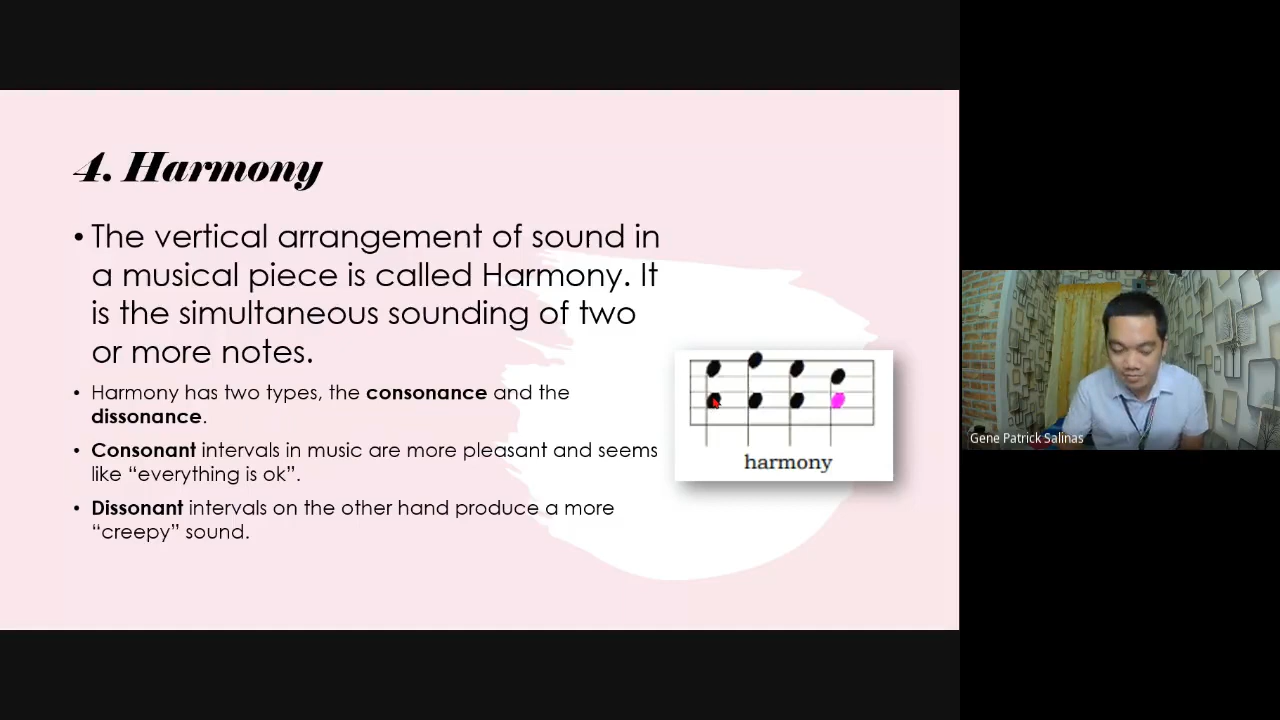 4. Harmony
• The vertical arrangement of sound in
a musical piece is called Harmony. It
is the simultaneous sounding of two
or more notes.
• Harmony has two types, the consonance and the
dissonance.
• Consonant intervals in music are more pleasant and seems
like “everything is ok”.
• Dissonant intervals on the other hand produce a more
“creepy” sound.
harmony
Gene Patrick Salinas